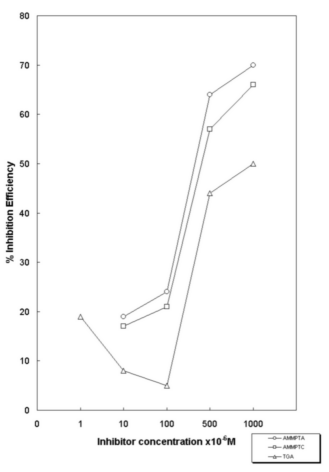 80
70
60
50
40
30
20
10
0
% Inhibition Efficiency
0 1 10 100 500 1000
Inhibitor concentration x10⁻⁶M
AMMPTA
AMMPTC
TGA